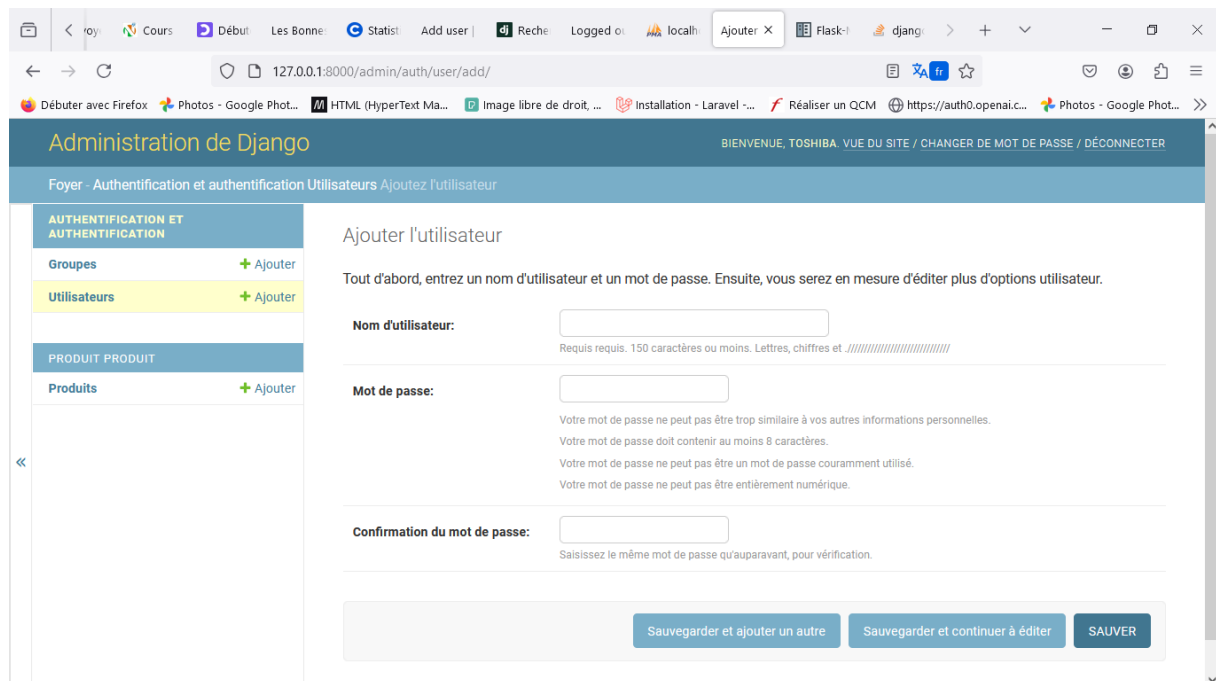 oy
Cours
Début
Les Bonne
Statist
Add user |
dj Reche
Logged ou
PMA localh
Ajouter ×
Flask-
djang
127.0.0.1:8000/admin/auth/user/add/
fr
Débuter avec Firefox
Photos - Google Phot...
HTML (HyperText Ma...
Image libre de droit, ...
Installation - Laravel -...
Réaliser un QCM
https://auth0.openai.c...
Photos - Google Phot...
Administration de Django
BIENVENUE, TOSHIBA. VUE DU SITE / CHANGER DE MOT DE PASSE / DÉCONNECTER
Foyer - Authentification et authentification Utilisateurs Ajoutez l'utilisateur
AUTHENTIFICATION ET
AUTHENTIFICATION
Groupes + Ajouter
Utilisateurs + Ajouter
PRODUIT PRODUIT
Produits + Ajouter
«
Ajouter l'utilisateur
Tout d'abord, entrez un nom d'utilisateur et un mot de passe. Ensuite, vous serez en mesure d'éditer plus d'options utilisateur.
Nom d'utilisateur:
Requis requis. 150 caractères ou moins. Lettres, chiffres et .///////////////////////////////
Mot de passe:
Votre mot de passe ne peut pas être trop similaire à vos autres informations personnelles.
Votre mot de passe doit contenir au moins 8 caractères.
Votre mot de passe ne peut pas être un mot de passe couramment utilisé.
Votre mot de passe ne peut pas être entièrement numérique.
Confirmation du mot de passe:
Saisissez le même mot de passe qu'auparavant, pour vérification.
Sauvegarder et ajouter un autre
Sauvegarder et continuer à éditer
SAUVER